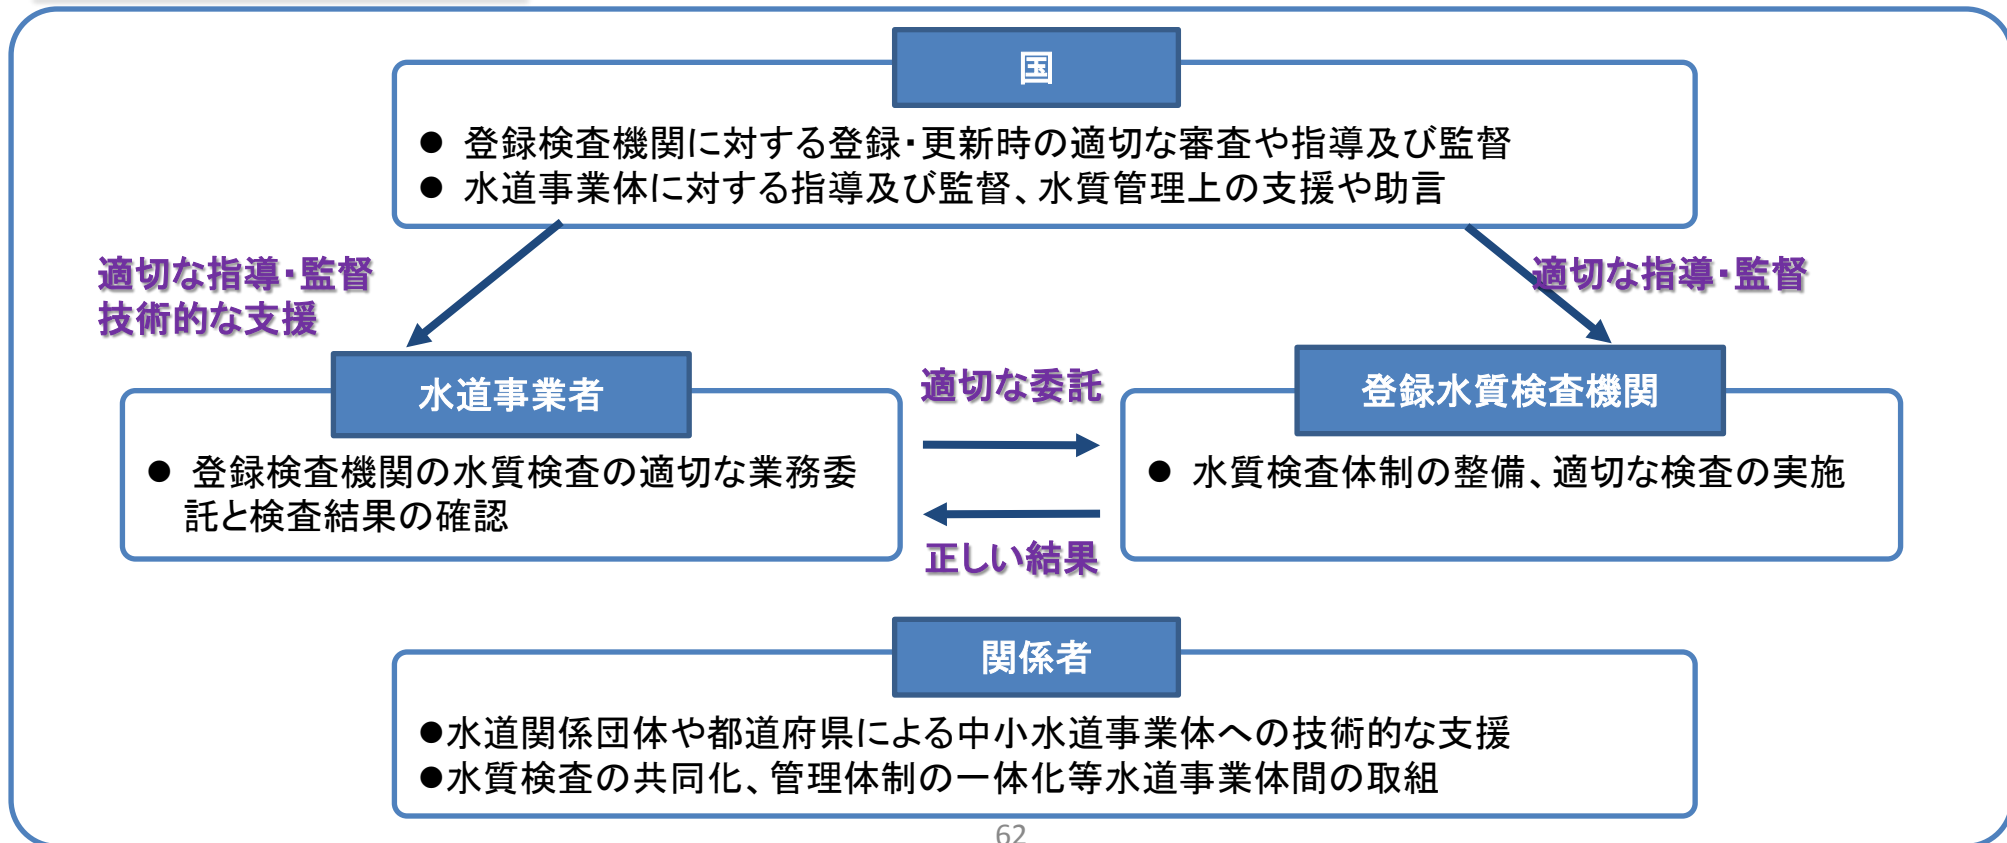 国
● 登録検査機関に対する登録・更新時の適切な審査や指導及び監督
● 水道事業体に対する指導及び監督、水質管理上の支援や助言
適切な指導・監督
技術的な支援
適切な指導・監督
水道事業者
● 登録検査機関の水質検査の適切な業務委
託と検査結果の確認
適切な委託
正しい結果
登録水質検査機関
● 水質検査体制の整備、適切な検査の実施
関係者
●水道関係団体や都道府県による中小水道事業体への技術的な支援
●水質検査の共同化、管理体制の一体化等水道事業体間の取組
62